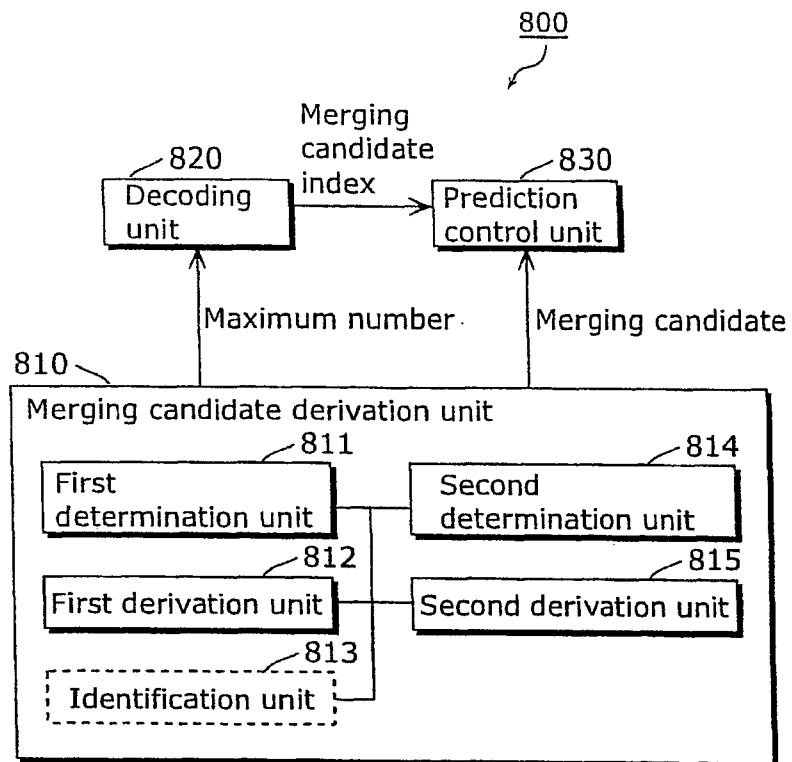 800
Merging
candidate
index
820
830
Decoding
unit
Prediction
control unit
Maximum number
Merging candidate
810
Merging candidate derivation unit
811
814
First
determination unit
Second
determination unit
812
815
First derivation unit
Second derivation unit
813
Identification unit